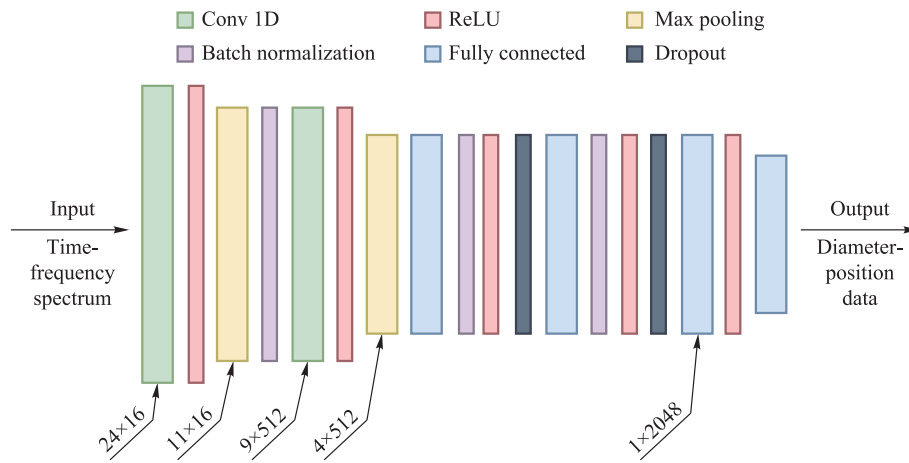 Conv 1D
ReLU
Max pooling
Batch normalization
Fully connected
Dropout
Input
Time-
frequency
spectrum
Output
Diameter-
position
data
24×16
11×16
9×512
4×512
1×2048